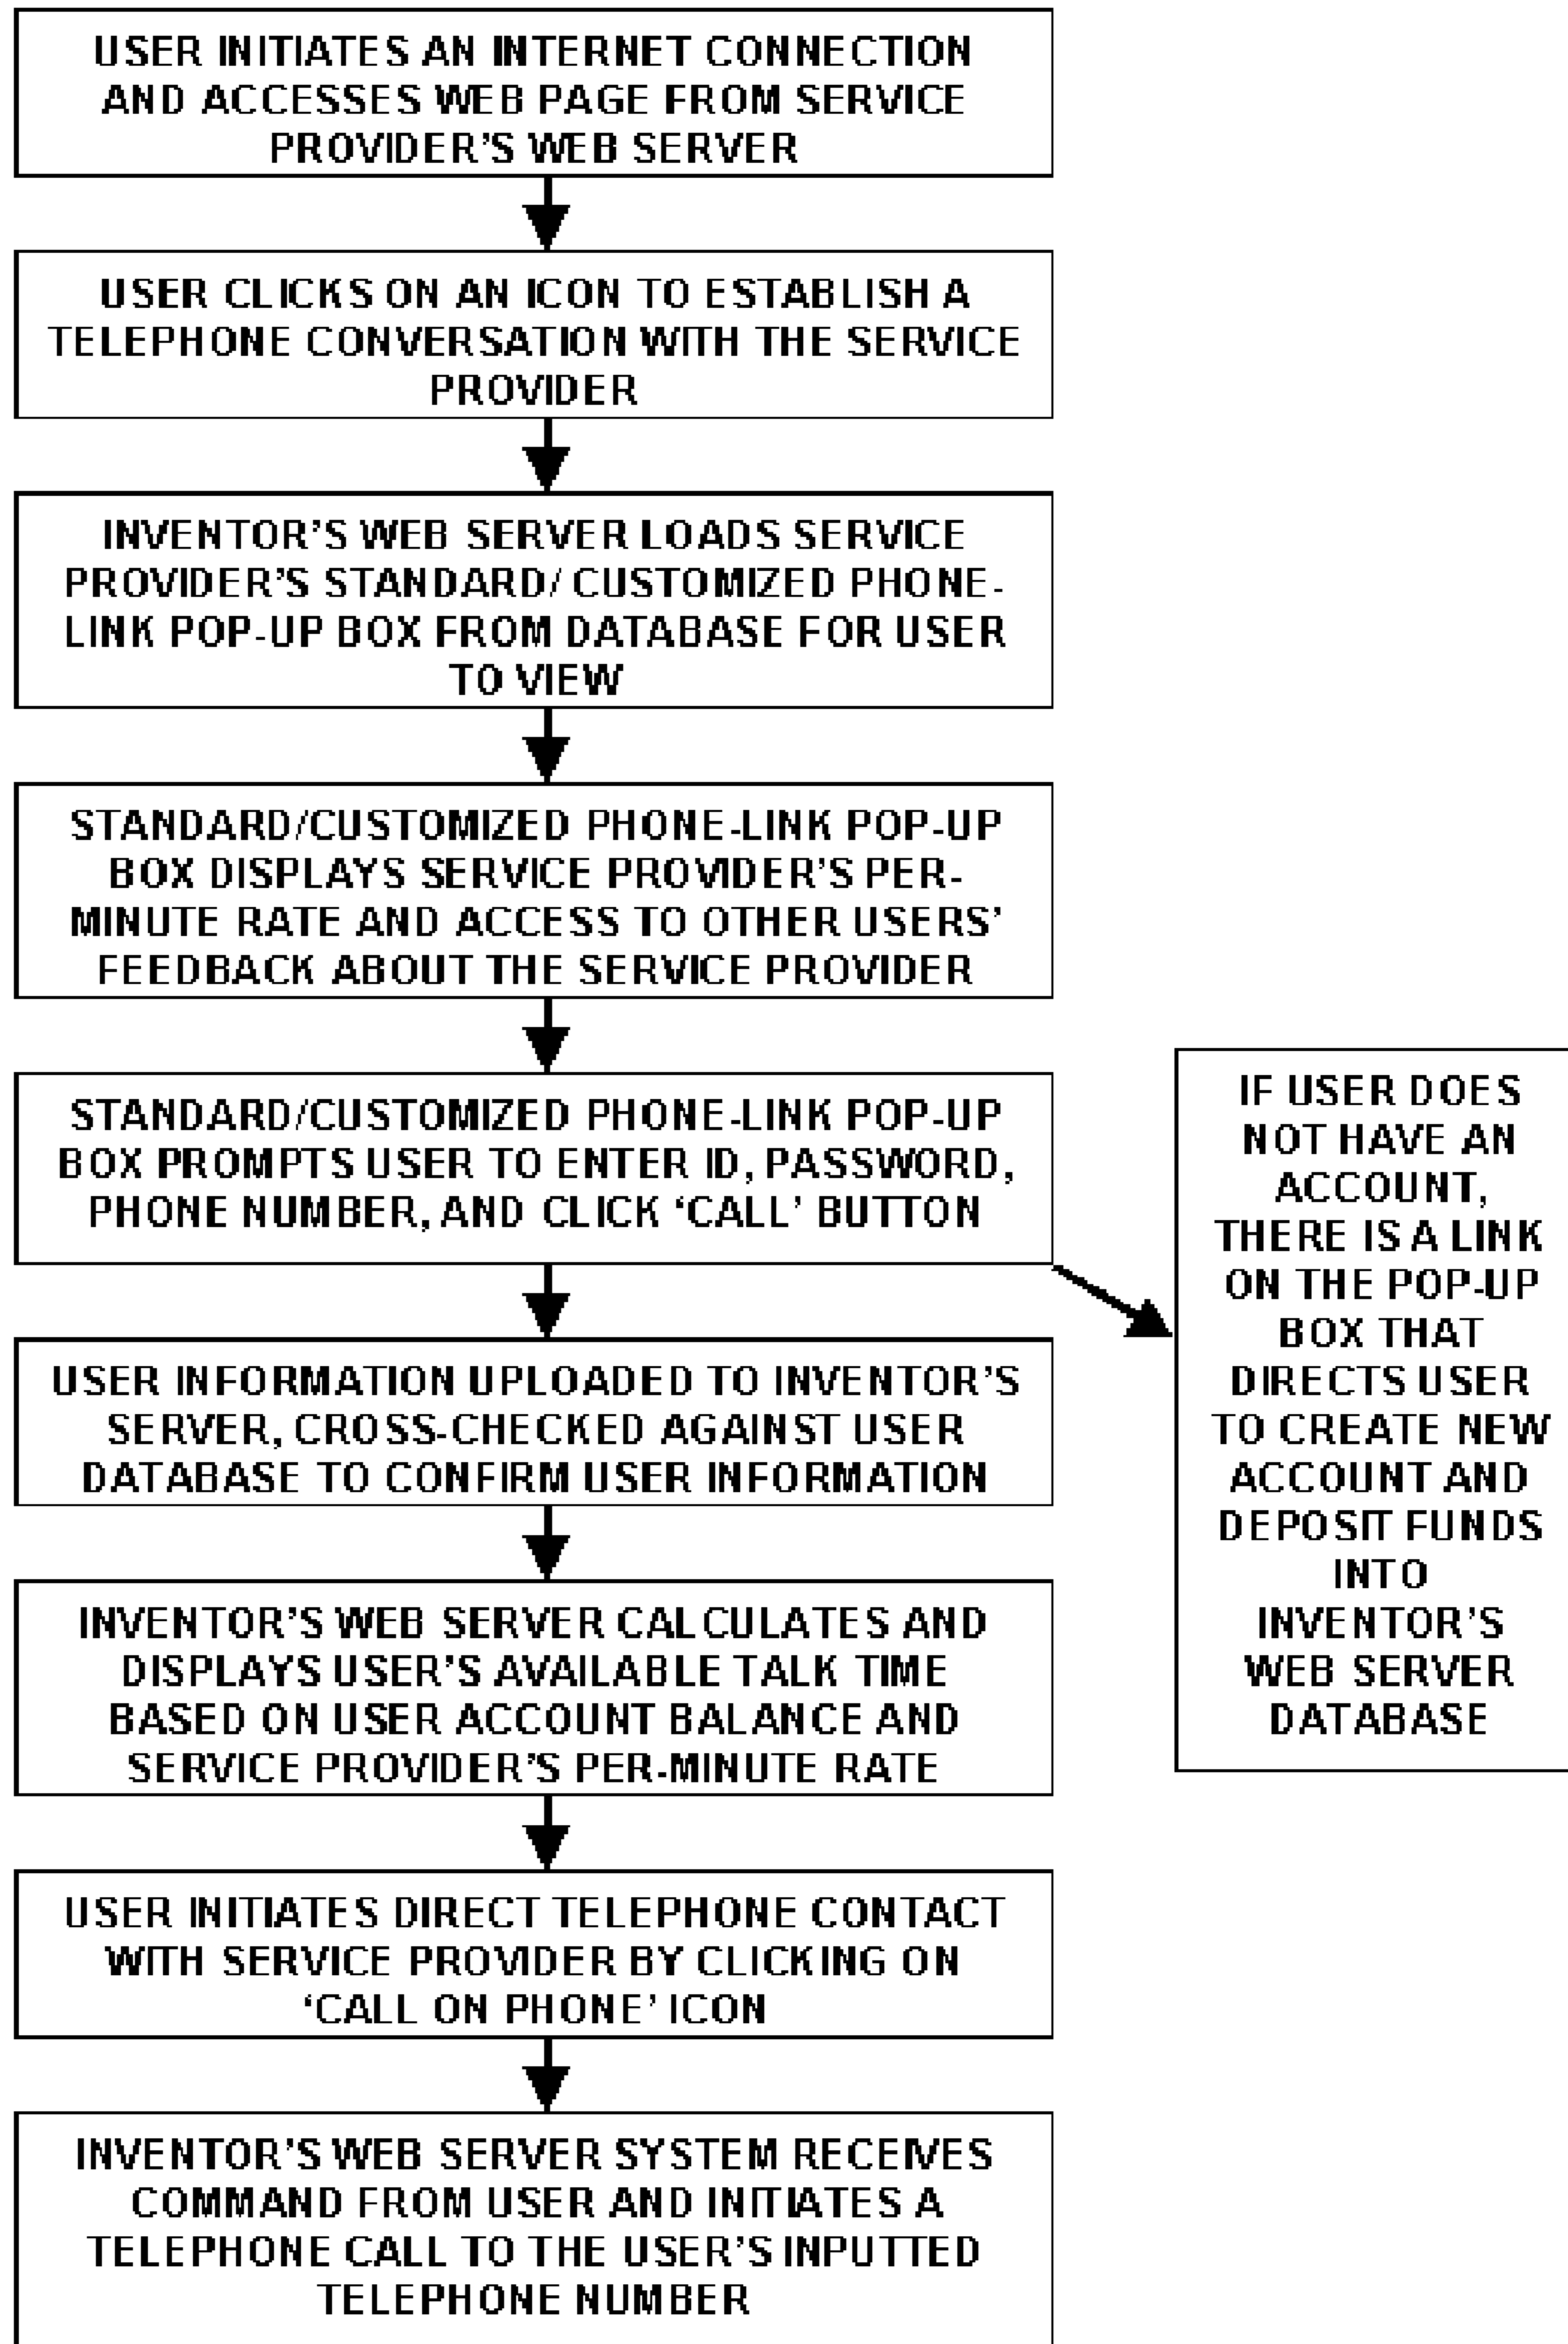 USER INITIATES AN INTERNET CONNECTION
AND ACCESSES WEB PAGE FROM SERVICE
PROVIDER'S WEB SERVER
USER CLICKS ON AN ICON TO ESTABLISH A
TELEPHONE CONVERSATION WITH THE SERVICE
PROVIDER
INVENTOR'S WEB SERVER LOADS SERVICE
PROVIDER'S STANDARD/ CUSTOMIZED PHONE-
LINK POP-UP BOX FROM DATABASE FOR USER
TO VIEW
STANDARD/CUSTOMIZED PHONE-LINK POP-UP
BOX DISPLAYS SERVICE PROVIDER'S PER-
MINUTE RATE AND ACCESS TO OTHER USERS'
FEEDBACK ABOUT THE SERVICE PROVIDER
STANDARD/CUSTOMIZED PHONE-LINK POP-UP
BOX PROMPTS USER TO ENTER ID, PASSWORD,
PHONE NUMBER, AND CLICK ‘CALL’ BUTTON
IF USER DOES
NOT HAVE AN
ACCOUNT,
THERE IS A LINK
ON THE POP-UP
BOX THAT
DIRECTS USER
TO CREATE NEW
ACCOUNT AND
DEPOSIT FUNDS
INTO
INVENTOR'S
WEB SERVER
DATABASE
USER INFORMATION UPLOADED TO INVENTOR'S
SERVER, CROSS-CHECKED AGAINST USER
DATABASE TO CONFIRM USER INFORMATION
INVENTOR'S WEB SERVER CALCULATES AND
DISPLAYS USER'S AVAILABLE TALK TIME
BASED ON USER ACCOUNT BALANCE AND
SERVICE PROVIDER'S PER-MINUTE RATE
USER INITIATES DIRECT TELEPHONE CONTACT
WITH SERVICE PROVIDER BY CLICKING ON
‘CALL ON PHONE’ ICON
INVENTOR'S WEB SERVER SYSTEM RECEIVES
COMMAND FROM USER AND INITIATES A
TELEPHONE CALL TO THE USER'S INPUTTED
TELEPHONE NUMBER